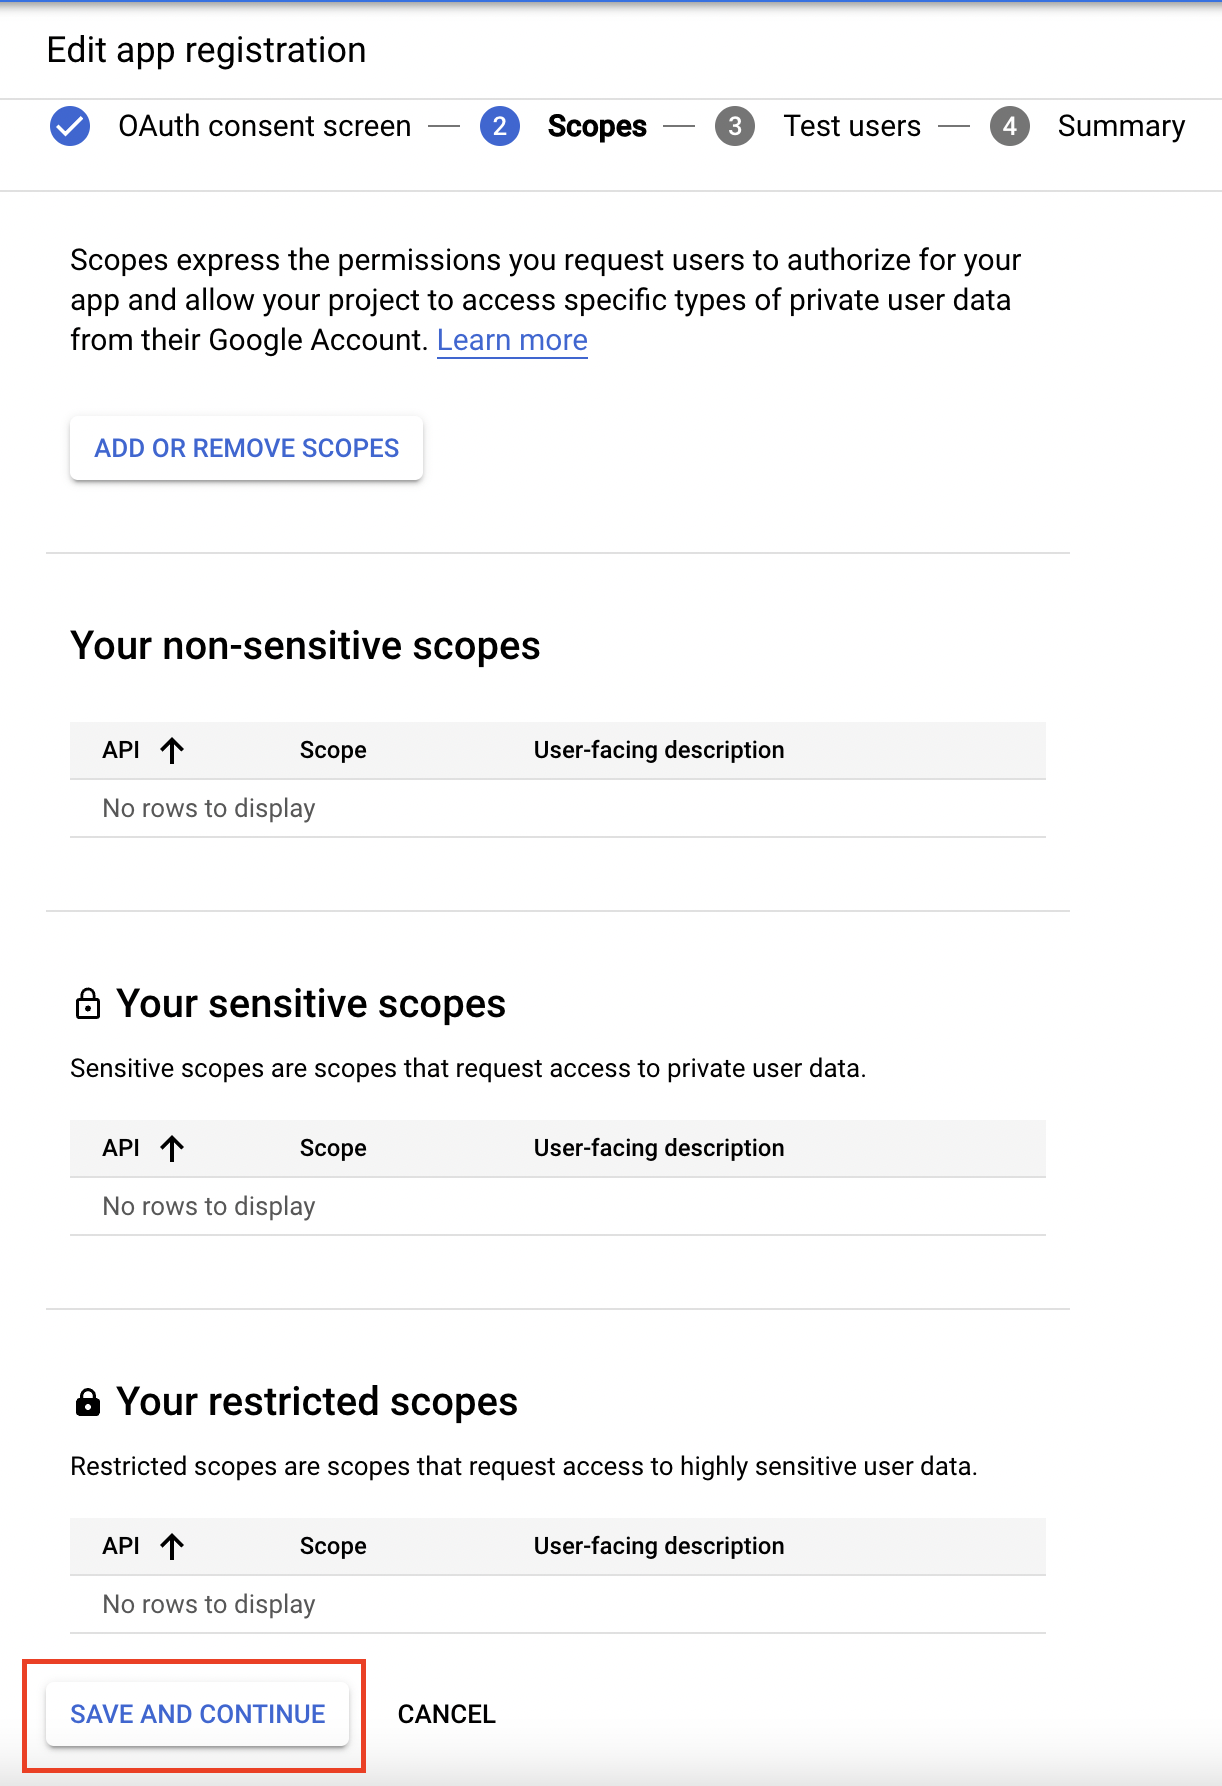 Edit app registration
OAuth consent screen — 2 Scopes — 3 Test users — 4 Summary
Scopes express the permissions you request users to authorize for your
app and allow your project to access specific types of private user data
from their Google Account. Learn more
ADD OR REMOVE SCOPES
Your non-sensitive scopes
API Scope User-facing description
No rows to display
Your sensitive scopes
Sensitive scopes are scopes that request access to private user data.
API Scope User-facing description
No rows to display
Your restricted scopes
Restricted scopes are scopes that request access to highly sensitive user data.
API Scope User-facing description
No rows to display
SAVE AND CONTINUE CANCEL